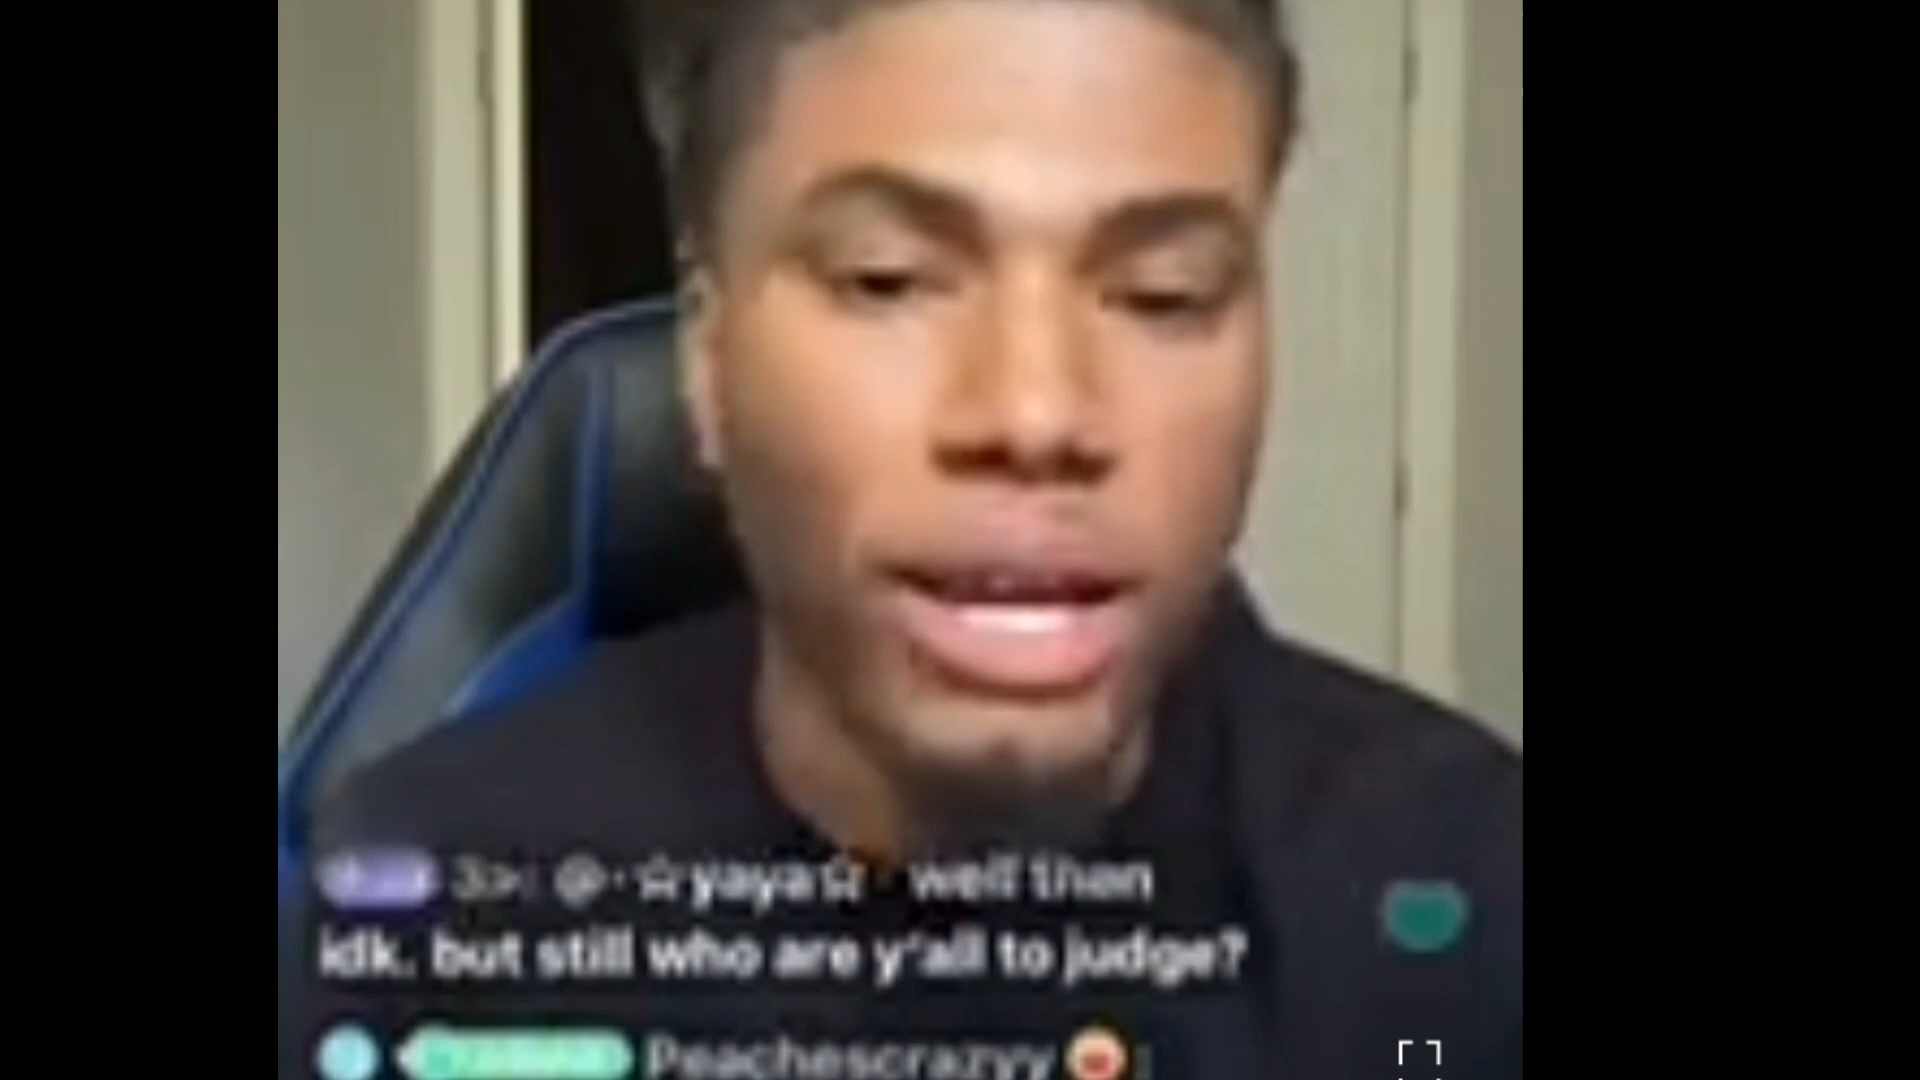 @·☆yaya☆ well then
idk. but still who are y'all to judge?
Peachescrazyy